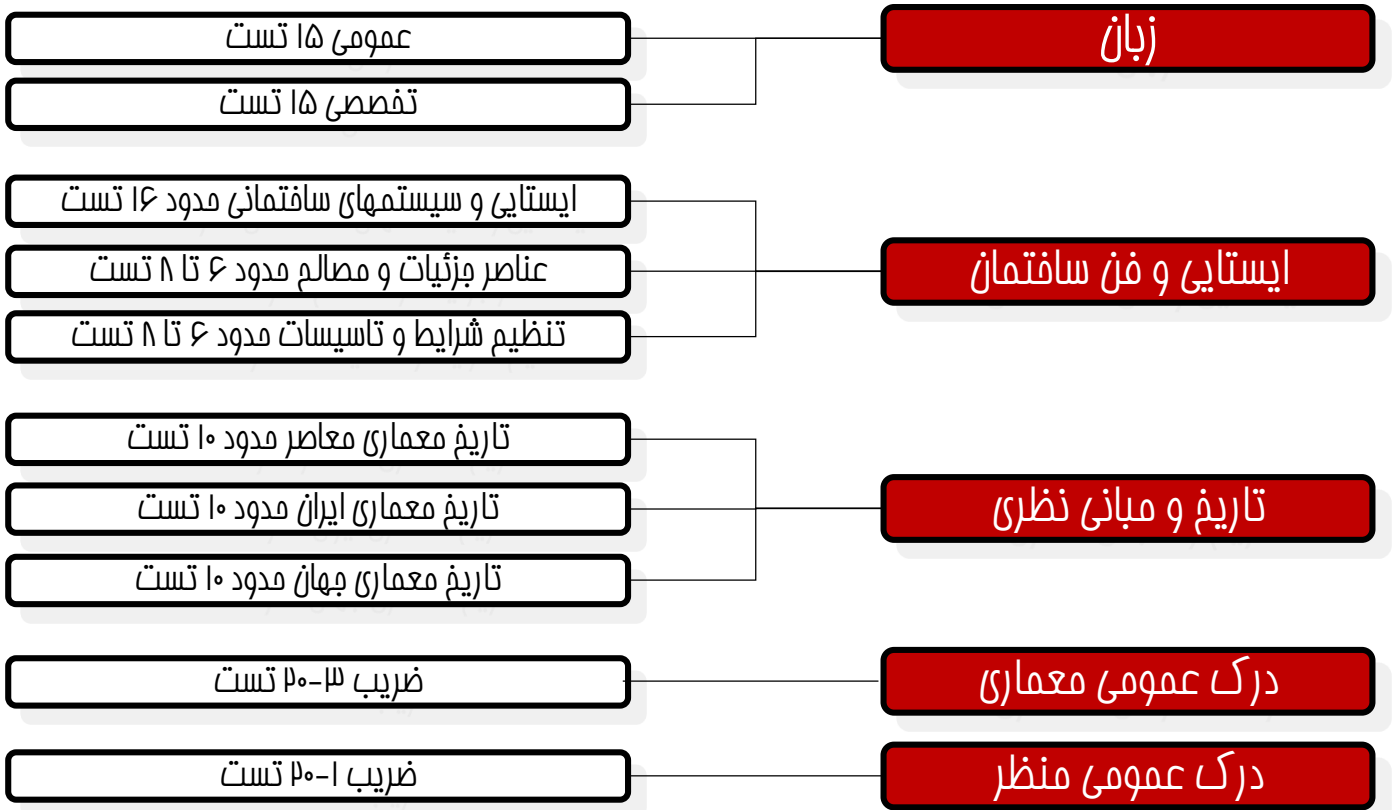 زبان
عمومی ۱۵ تست
تخصصی ۱۵ تست
ایستایی و فن ساختمان
ایستایی و سیستمهای ساختمانی حدود ۱۶ تست
عناصر جزئیات و مصالح حدود ۶ تا ۸ تست
تنظیم شرایط و تاسیسات حدود ۶ تا ۸ تست
تاریخ و مبانی نظری
تاریخ معماری معاصر حدود ۱۰ تست
تاریخ معماری ایران حدود ۱۰ تست
تاریخ معماری جهان حدود ۱۰ تست
درک عمومی معماری
ضریب ۳-۲۰ تست
درک عمومی منظر
ضریب ۱-۲۰ تست